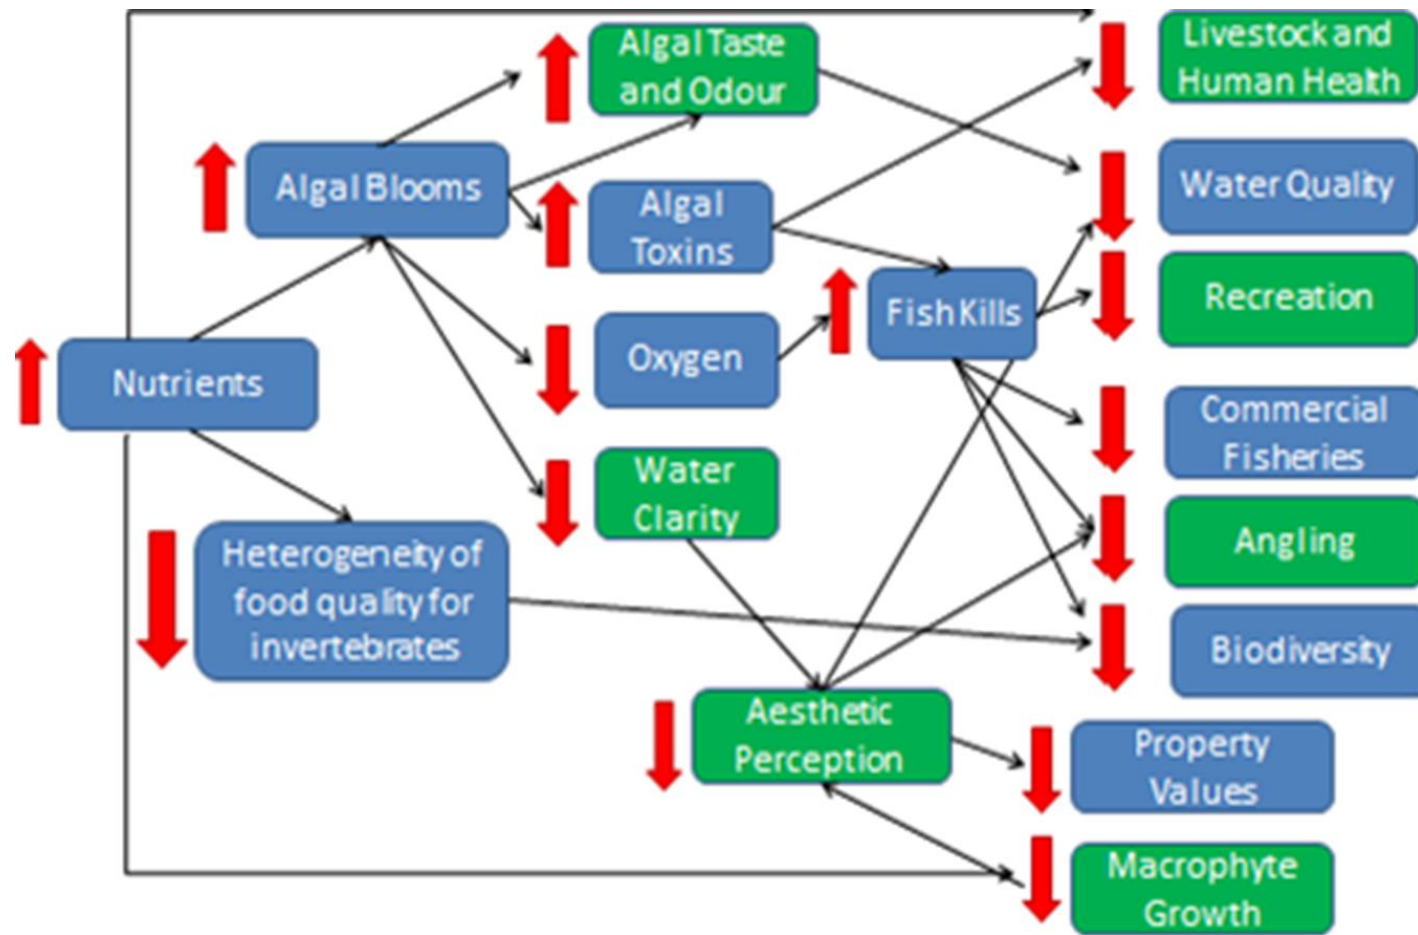 Algal Taste
and Odour
Livestock and
Human Health
Algal Blooms
Algal
Toxins
Water Quality
Fish Kills
Recreation
Nutrients
Oxygen
Commercial
Fisheries
Water
Clarity
Angling
Heterogeneity of
food quality for
invertebrates
Biodiversity
Aesthetic
Perception
Property
Values
Macrophyte
Growth